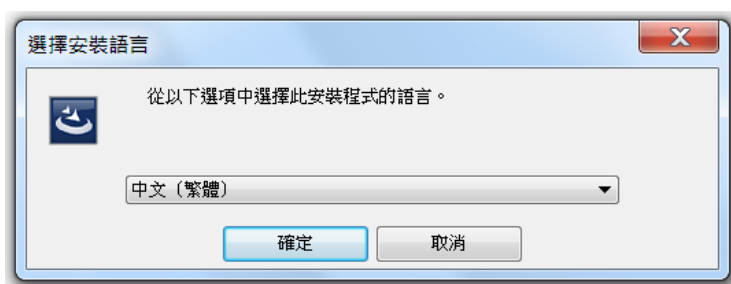 選擇安裝語言
從以下選項中選擇此安裝程式的語言。
中文（繁體）
確定
取消